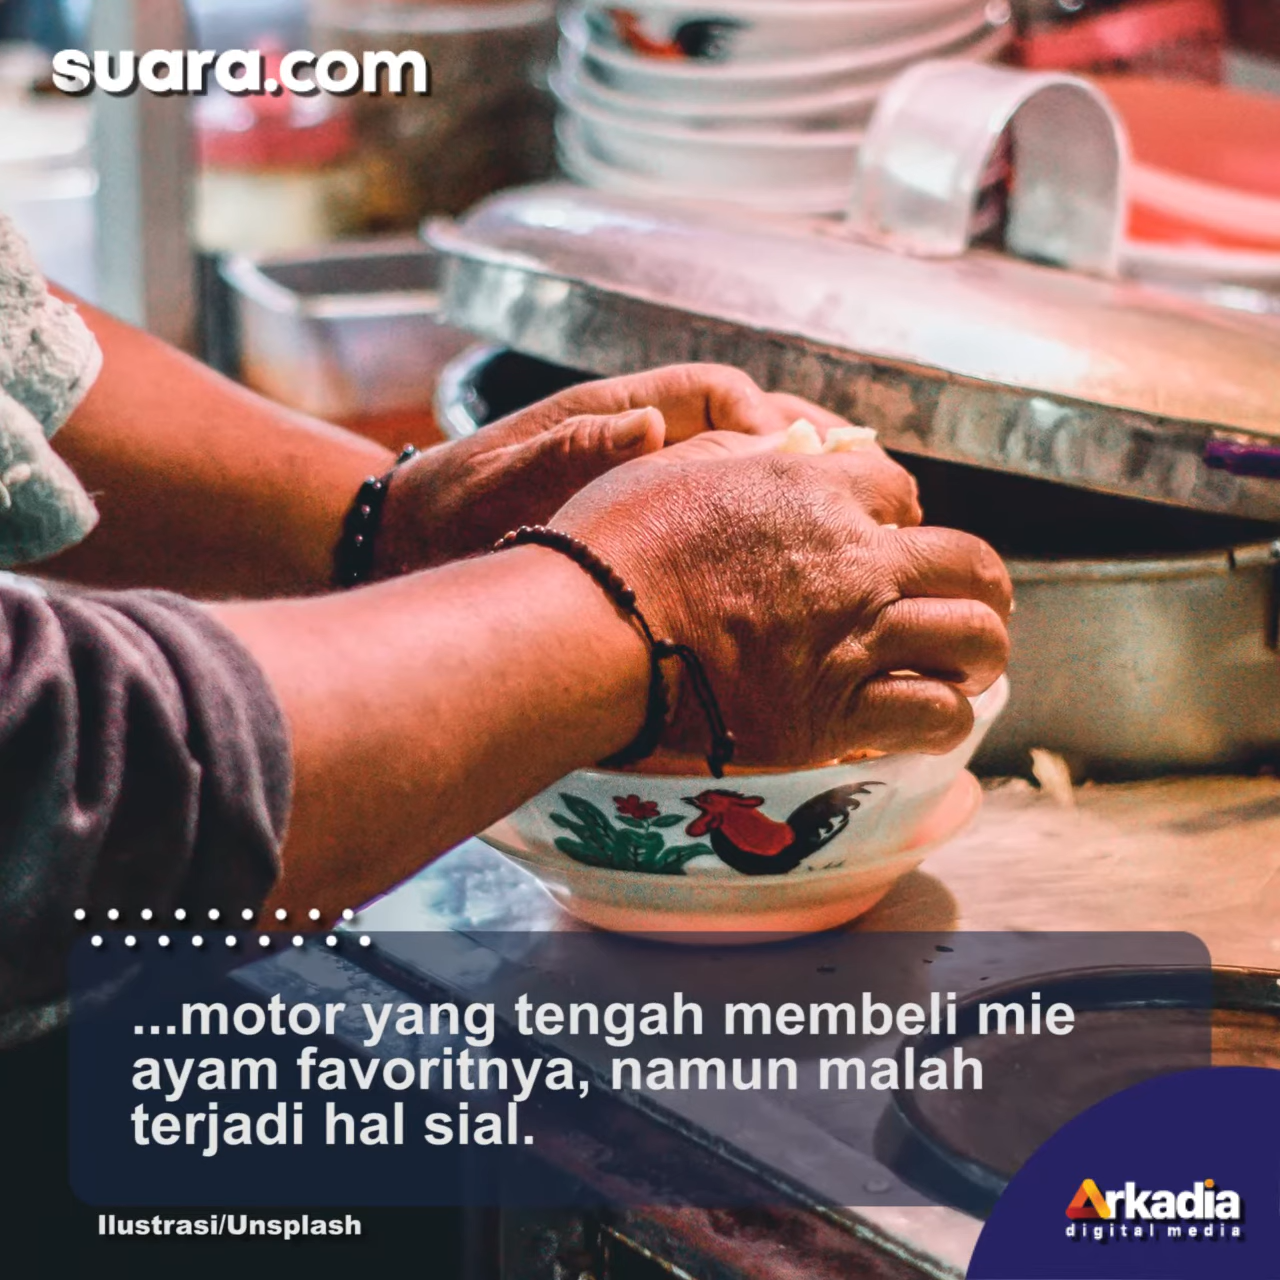 suara.com
...motor yang tengah membeli mie
ayam favoritnya, namun malah
terjadi hal sial.
Ilustrasi/Unsplash
Arkadia
digital media